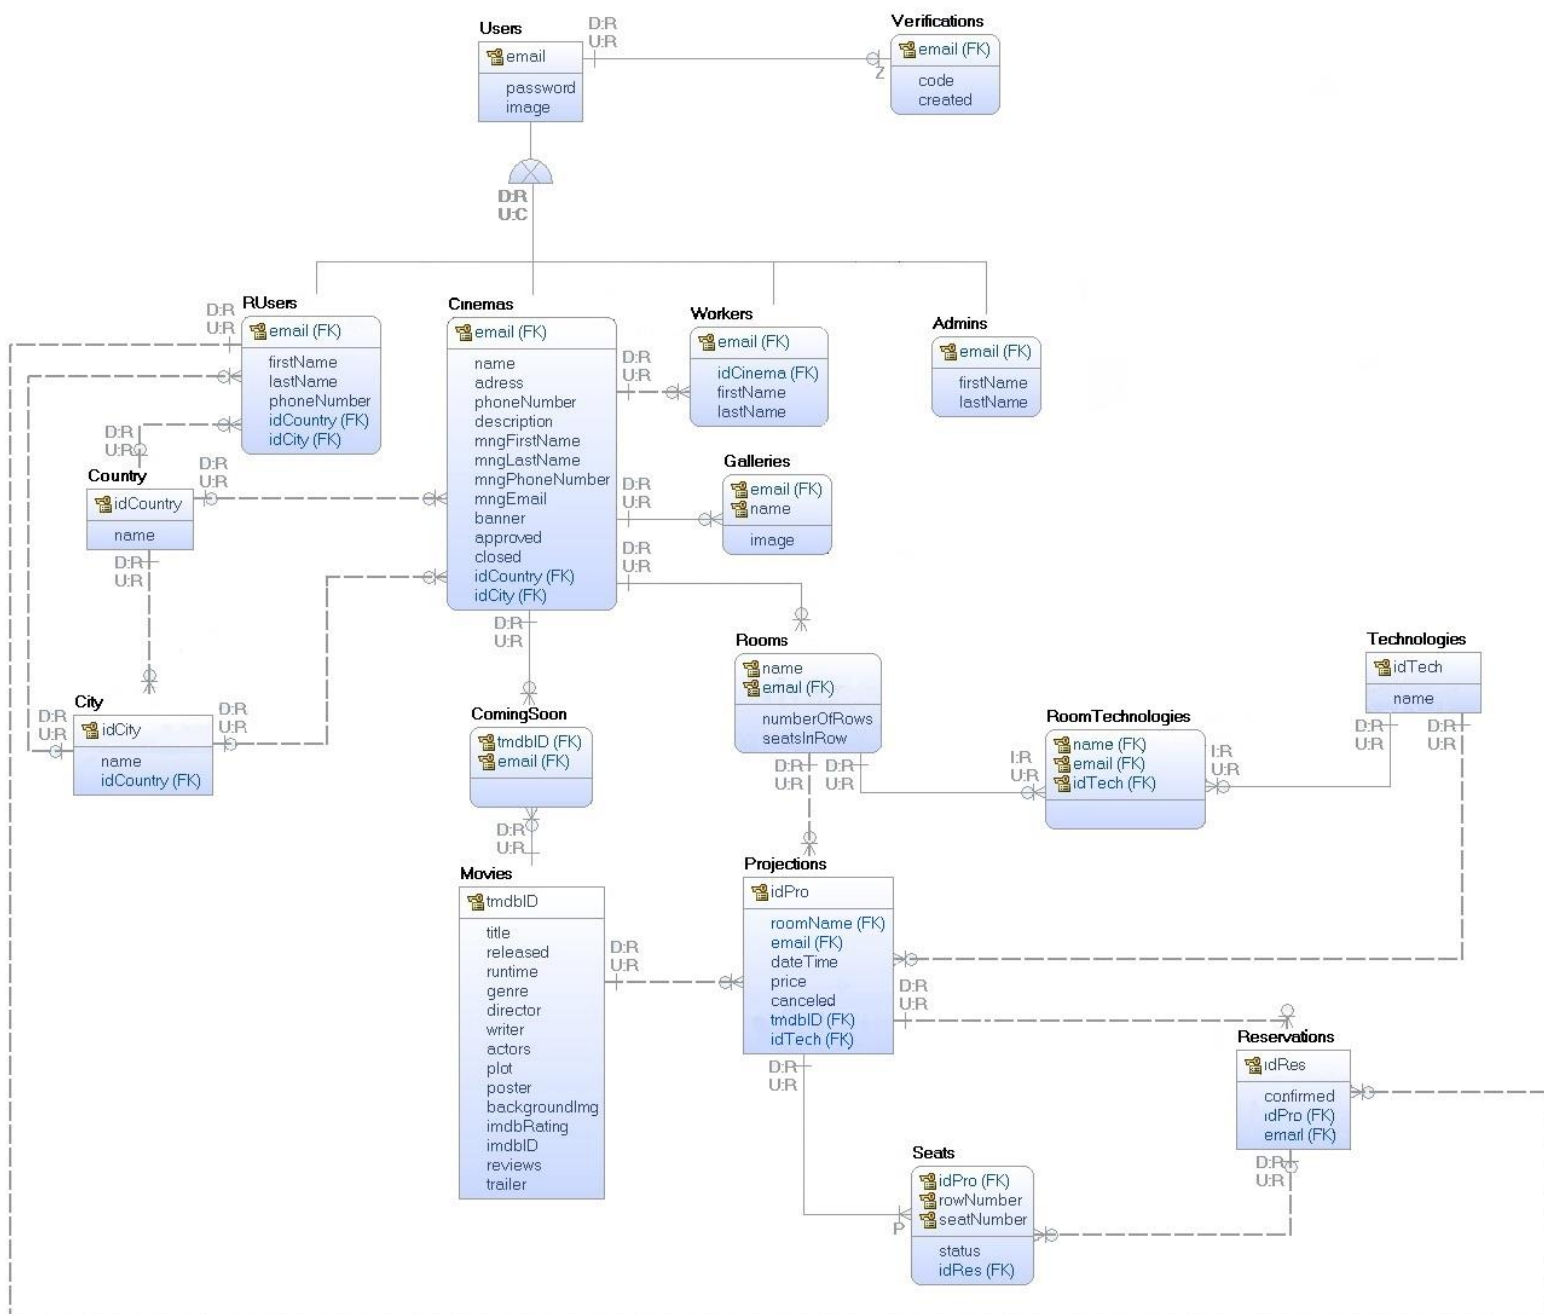 Users
D:R
U:R
email
password
image
Verifications
email (FK)
Z
code
created
D:R
U:C
RUsers
D:R
U:R
email (FK)
firstName
lastName
phoneNumber
idCountry (FK)
idCity (FK)
Cinemas
email (FK)
name
adress
phoneNumber
description
mngFirstName
mngLastName
mngPhoneNumber
mngEmail
banner
approved
closed
idCountry (FK)
idCity (FK)
D:R
U:R
Workers
email (FK)
idCinema (FK)
firstName
lastName
Admins
email (FK)
firstName
lastName
D:R
U:R
Country
idCountry
name
D:R
U:R
D:R
U:R
D:R
U:R
Galleries
email (FK)
name
image
D:R
U:R
D:R
U:R
City
idCity
name
idCountry (FK)
D:R
U:R
D:R
U:R
ComingSoon
tmdbID (FK)
email (FK)
D:R
U:R
Rooms
name
email (FK)
numberOfRows
seatsInRow
D:R
U:R
D:R
U:R
RoomTechnologies
name (FK)
email (FK)
idTech (FK)
I:R
U:R
I:R
U:R
Technologies
idTech
name
D:R
U:R
D:R
U:R
Movies
tmdbID
title
released
runtime
genre
director
writer
actors
plot
poster
backgroundImg
imdbRating
imdbID
reviews
trailer
D:R
U:R
Projections
idPro
roomName (FK)
email (FK)
dateTime
price
canceled
tmdbID (FK)
idTech (FK)
D:R
U:R
D:R
U:R
Reservations
idRes
confirmed
idPro (FK)
email (FK)
D:R
U:R
Seats
idPro (FK)
rowNumber
seatNumber
P
status
idRes (FK)